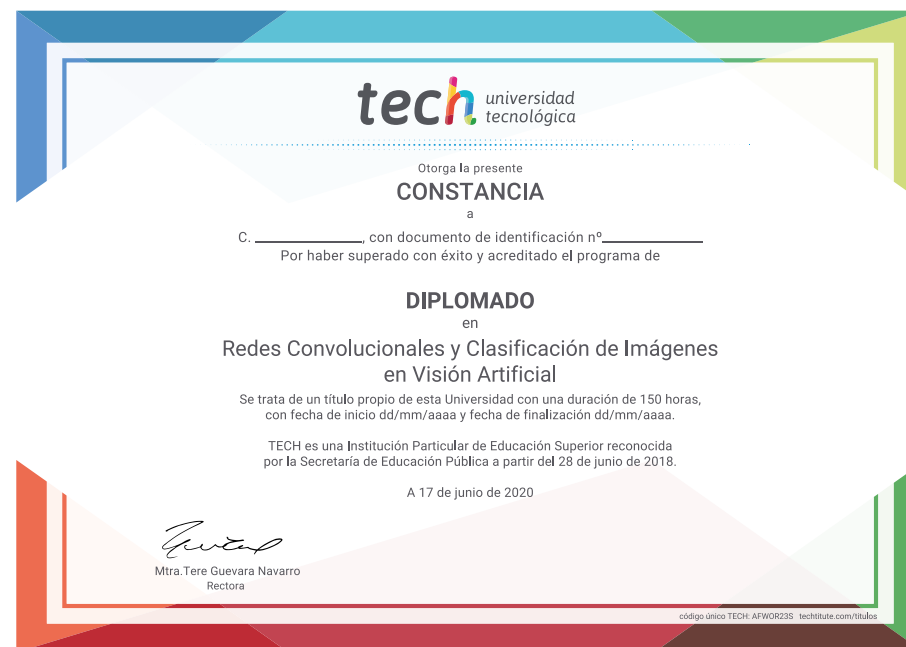 tech universidad
tecnológica
Otorga la presente
CONSTANCIA
a
C. ____________, con documento de identificación nº____________
Por haber superado con éxito y acreditado el programa de
DIPLOMADO
en
Redes Convolucionales y Clasificación de Imágenes
en Visión Artificial
Se trata de un título propio de esta Universidad con una duración de 150 horas,
con fecha de inicio dd/mm/aaaa y fecha de finalización dd/mm/aaaa.
TECH es una Institución Particular de Educación Superior reconocida
por la Secretaría de Educación Pública a partir del 28 de junio de 2018.
A 17 de junio de 2020
Mtra.Tere Guevara Navarro
Rectora
código único TECH: AFWOR23S techtitute.com/titulos